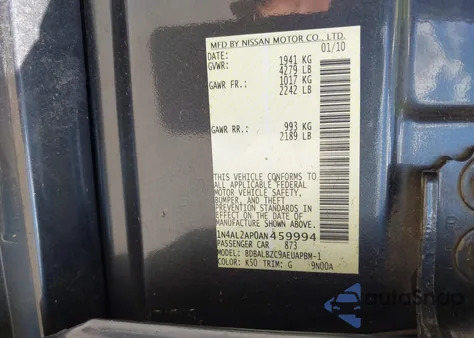 MFD BY NISSAN MOTOR CO., LTD.
DATE: 01/10
GVWR: 1941 KG
4279 LB
GAWR FR.: 1017 KG
2242 LB
GAWR RR.: 993 KG
2189 LB
THIS VEHICLE CONFORMS TO
ALL APPLICABLE FEDERAL
MOTOR VEHICLE SAFETY,
BUMPER, AND THEFT
PREVENTION STANDARDS
IN EFFECT ON THE DATE OF
MANUFACTURE SHOWN ABOVE.
1N4AL2AP0AN459994
PASSENGER CAR 873
MODEL: BDBALBZC9AEUAPBM-1
COLOR: K50 TRIM: G 9N00A
autoSnap